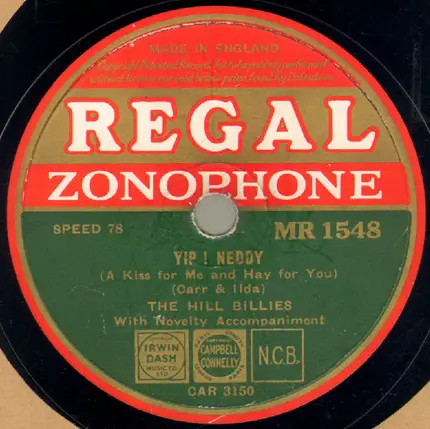 MADE IN ENGLAND
REGAL
ZONOPHONE
SPEED 78
MR 1548
YIP! NEDDY
(A Kiss for Me and Hay for You)
(Carr & Ilda)
THE HILL BILLIES
With Novelty Accompaniment
IRWIN
DASH
MUSIC CO.
LTD
CAMPBELL
CONNELLY
N.C.B.
CAR 3150